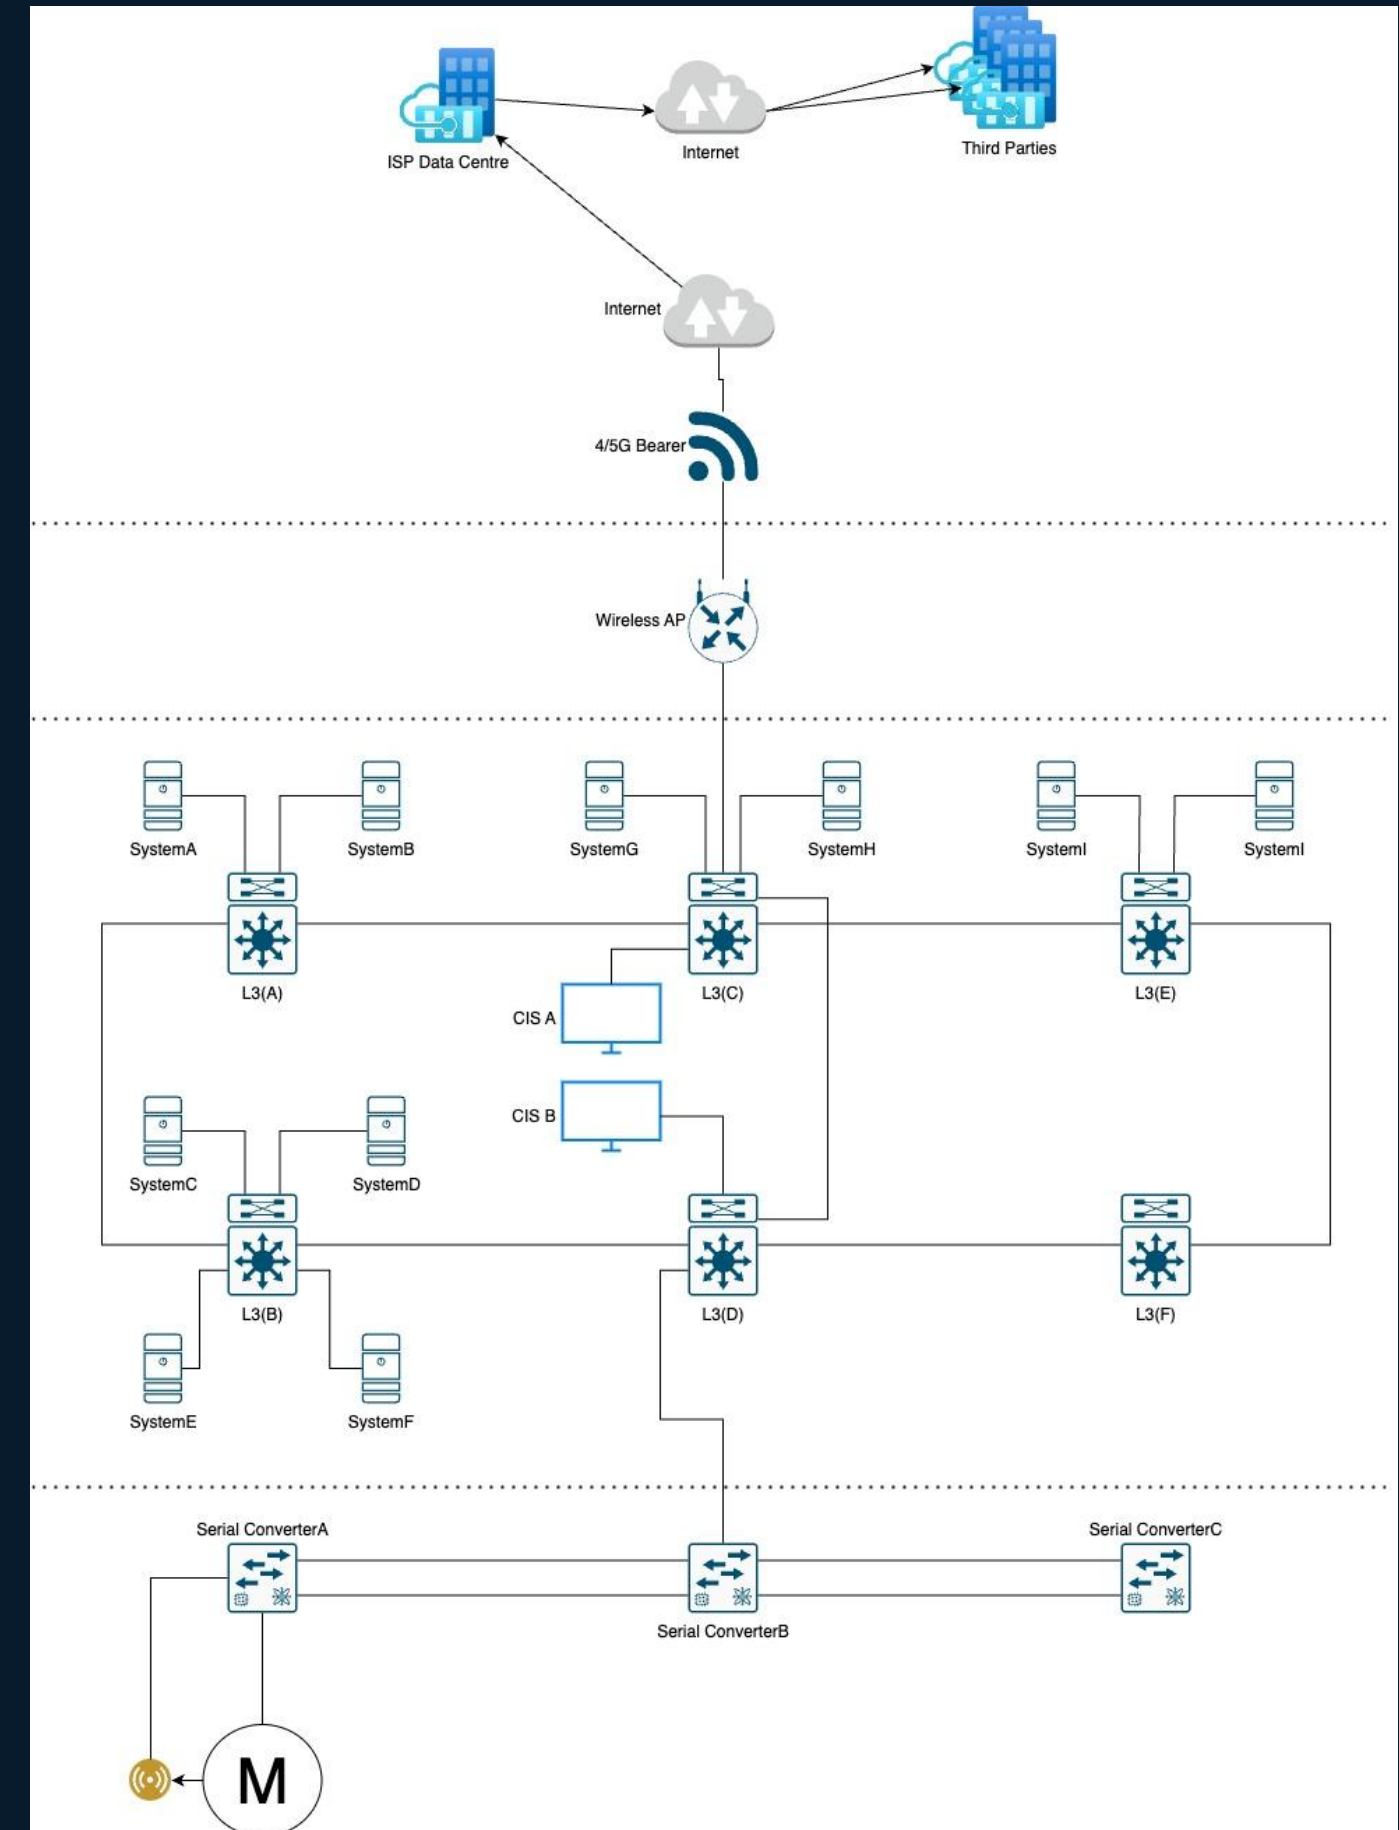 ISP Data Centre
Internet
Third Parties
Internet
4/5G Bearer
Wireless AP
SystemA
SystemB
SystemG
SystemH
SystemI
SystemI
L3(A)
L3(C)
L3(E)
CIS A
CIS B
SystemC
SystemD
L3(B)
L3(D)
L3(F)
SystemE
SystemF
Serial ConverterA
Serial ConverterC
Serial ConverterB
M